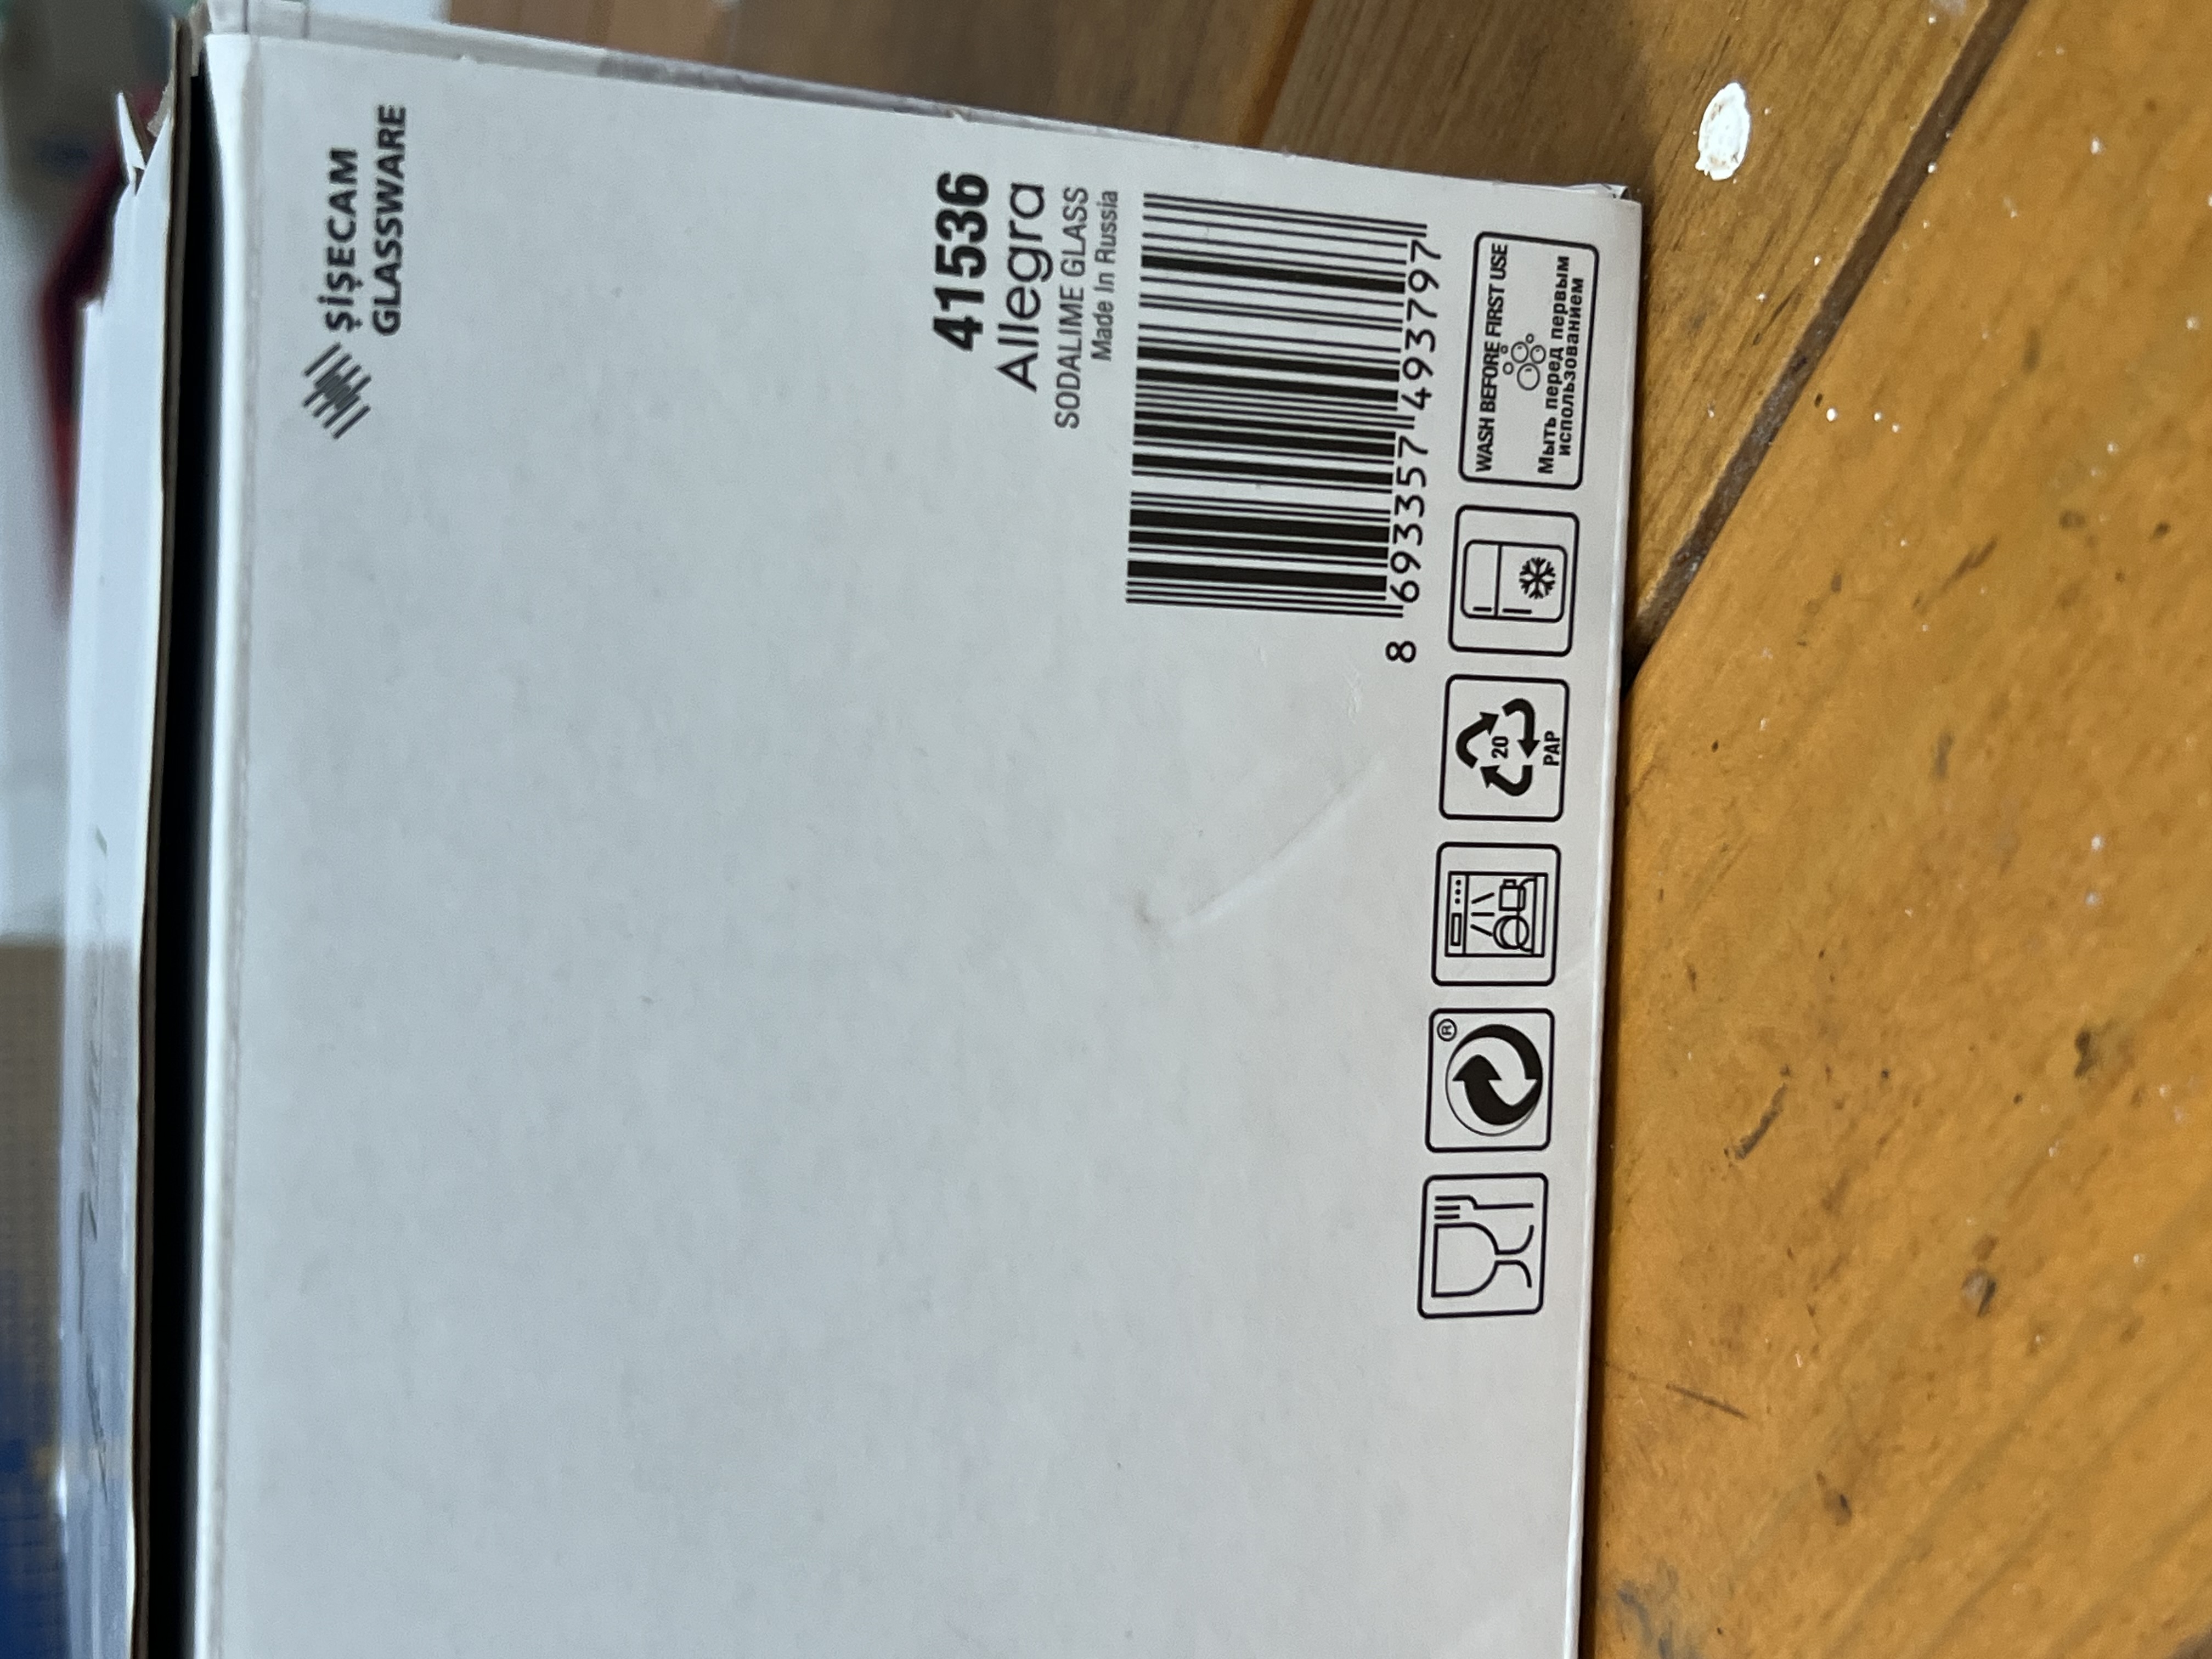 ŞİŞECAM
GLASSWARE
41536
Allegra
SODALIME GLASS
Made In Russia
8 693357 493797
WASH BEFORE FIRST USE
Мыть перед первым
использованием
20
PAP
®